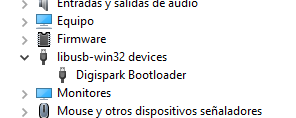 Entradas y salidas de audio
Equipo
Firmware
libusb-win32 devices
Digispark Bootloader
Monitores
Mouse y otros dispositivos señaladores